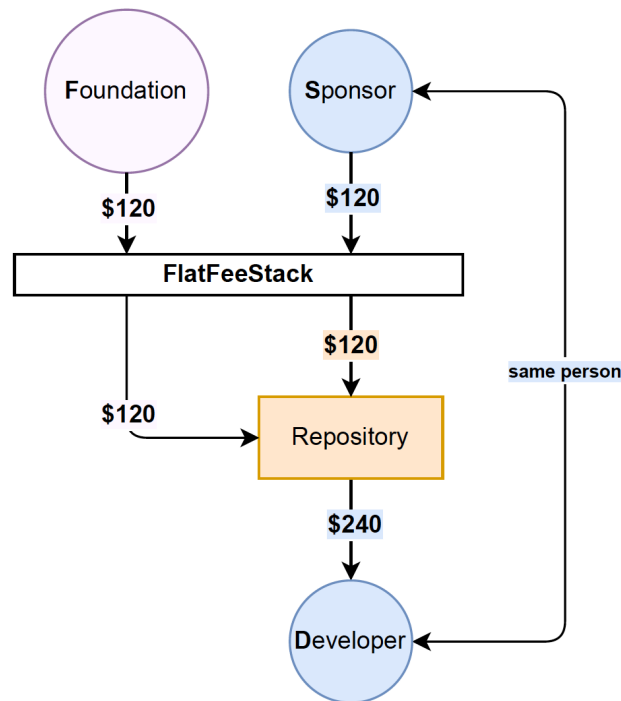 Foundation
Sponsor
$120
$120
FlatFeeStack
$120
same person
$120
Repository
$240
Developer